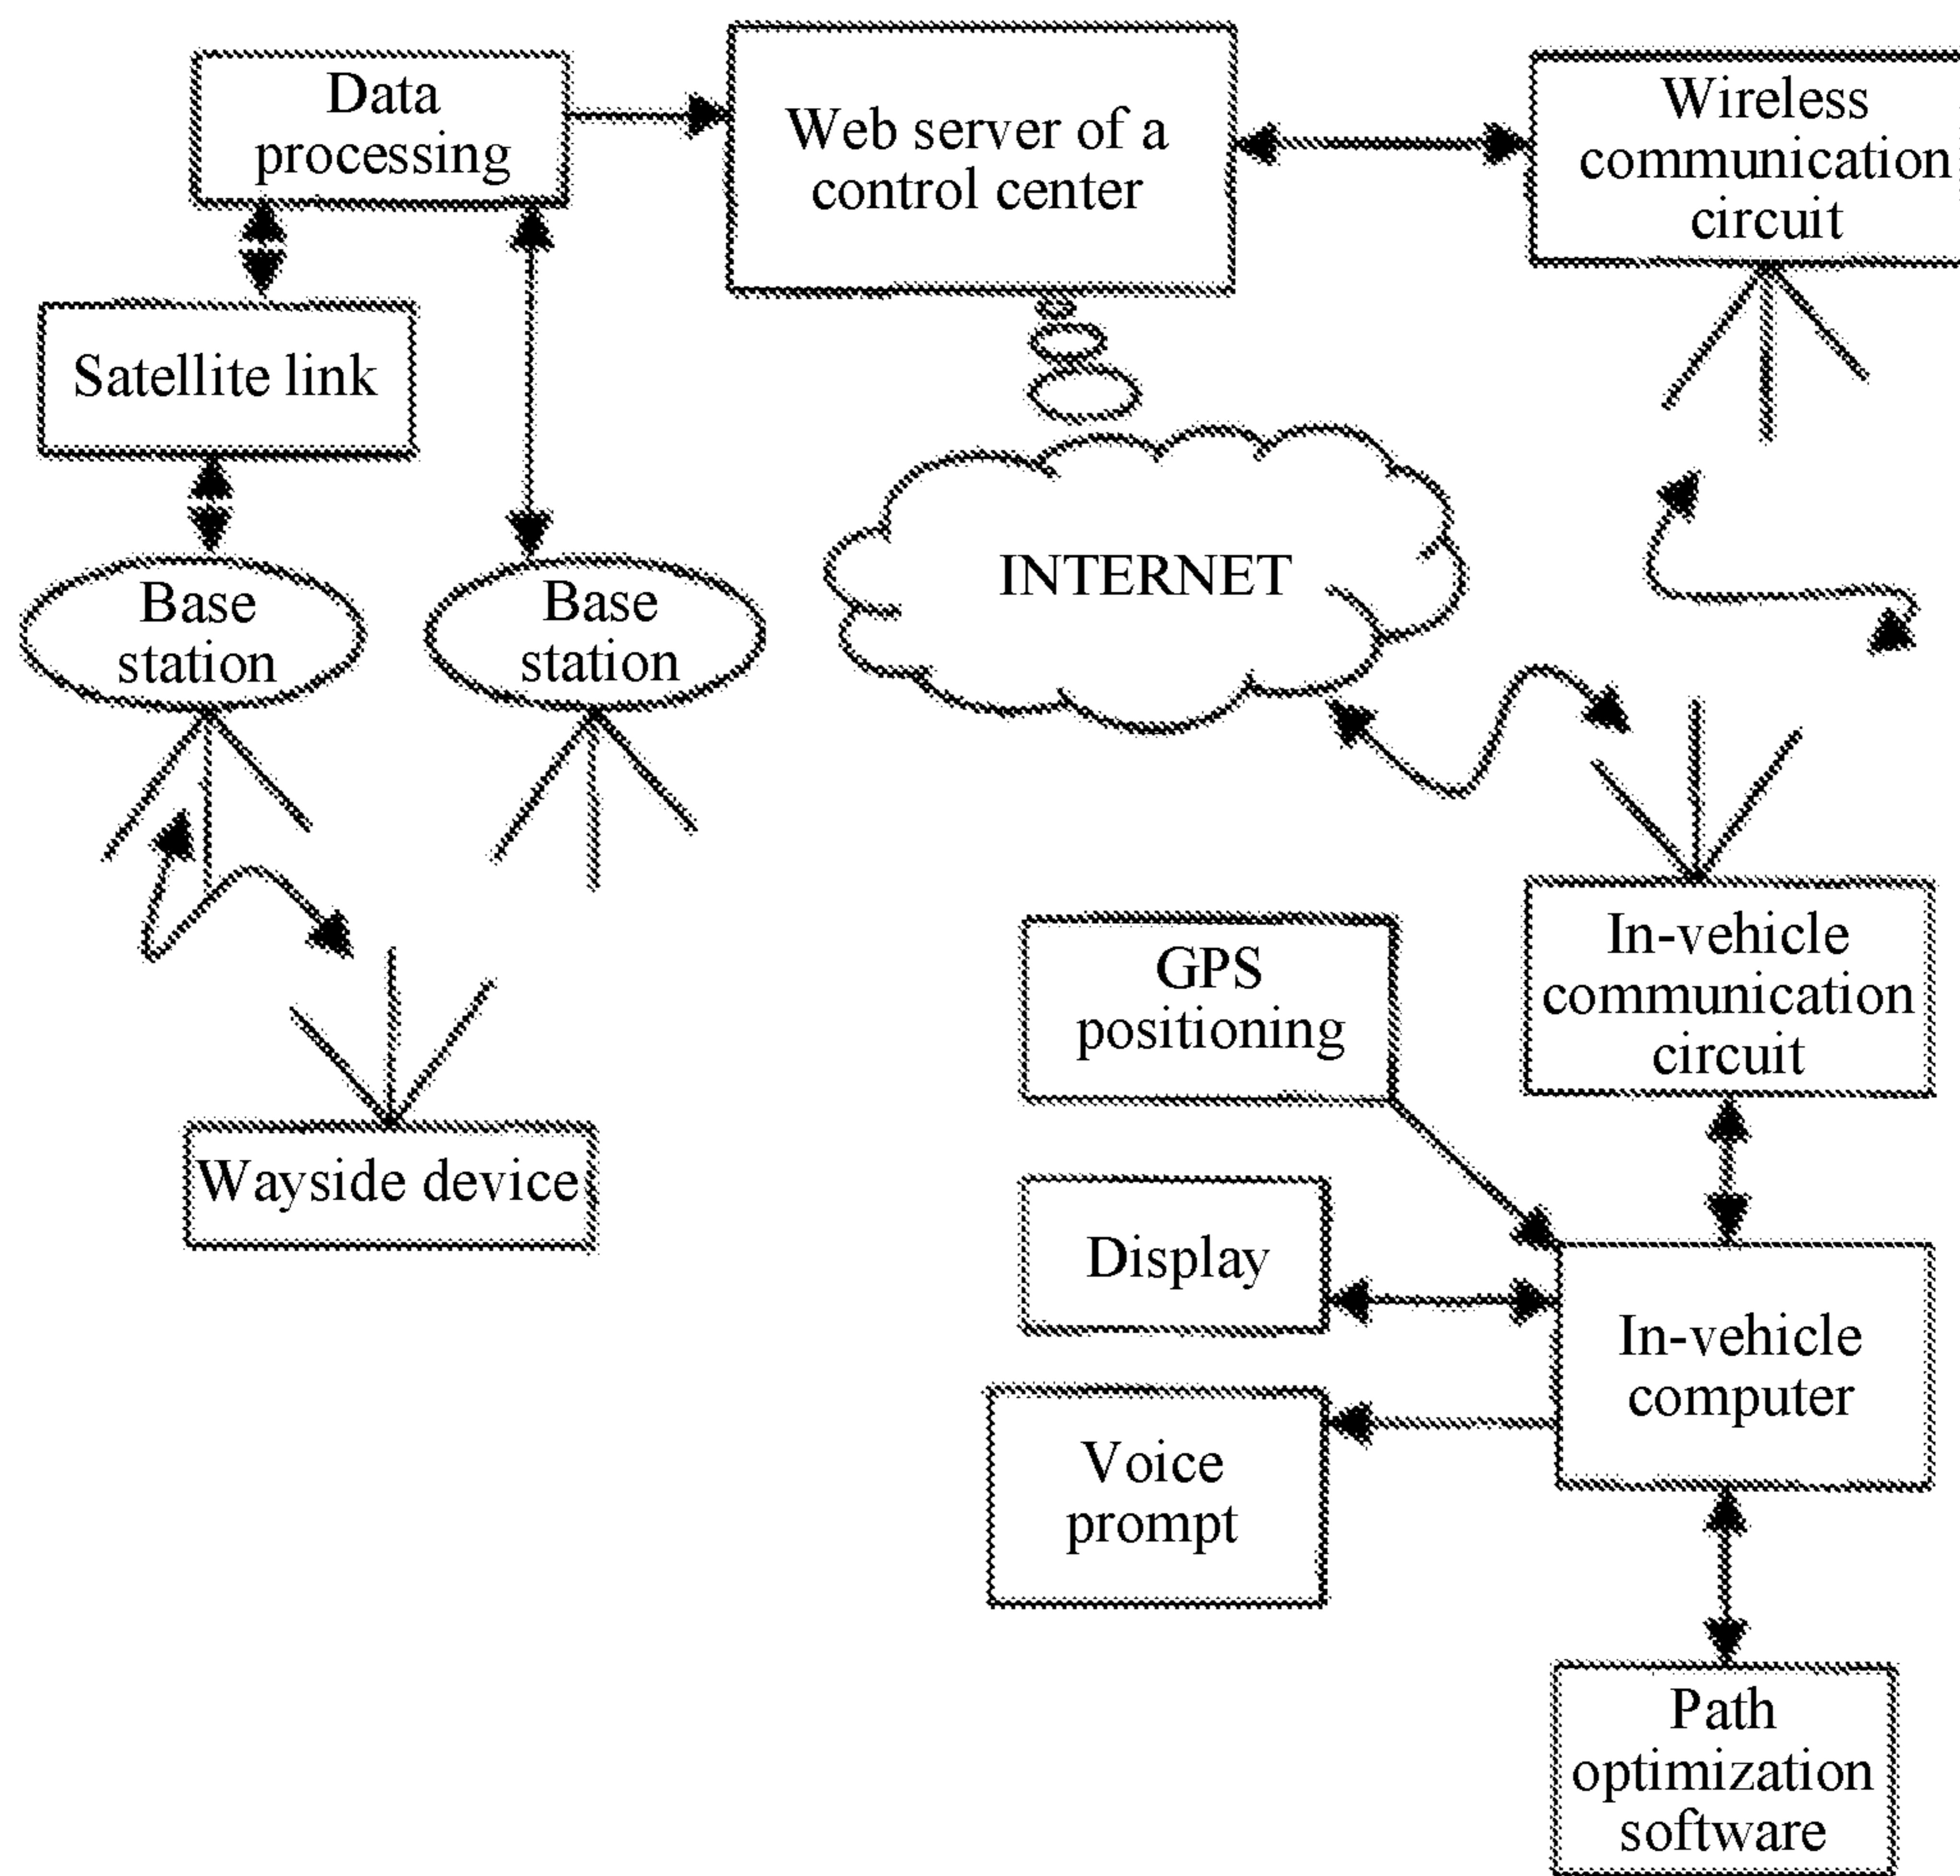 Data
processing
Web server of a
control center
Wireless
communication
circuit
Satellite link
Base
station
Base
station
INTERNET
In-vehicle
communication
circuit
GPS
positioning
Wayside device
Display
In-vehicle
computer
Voice
prompt
Path
optimization
software